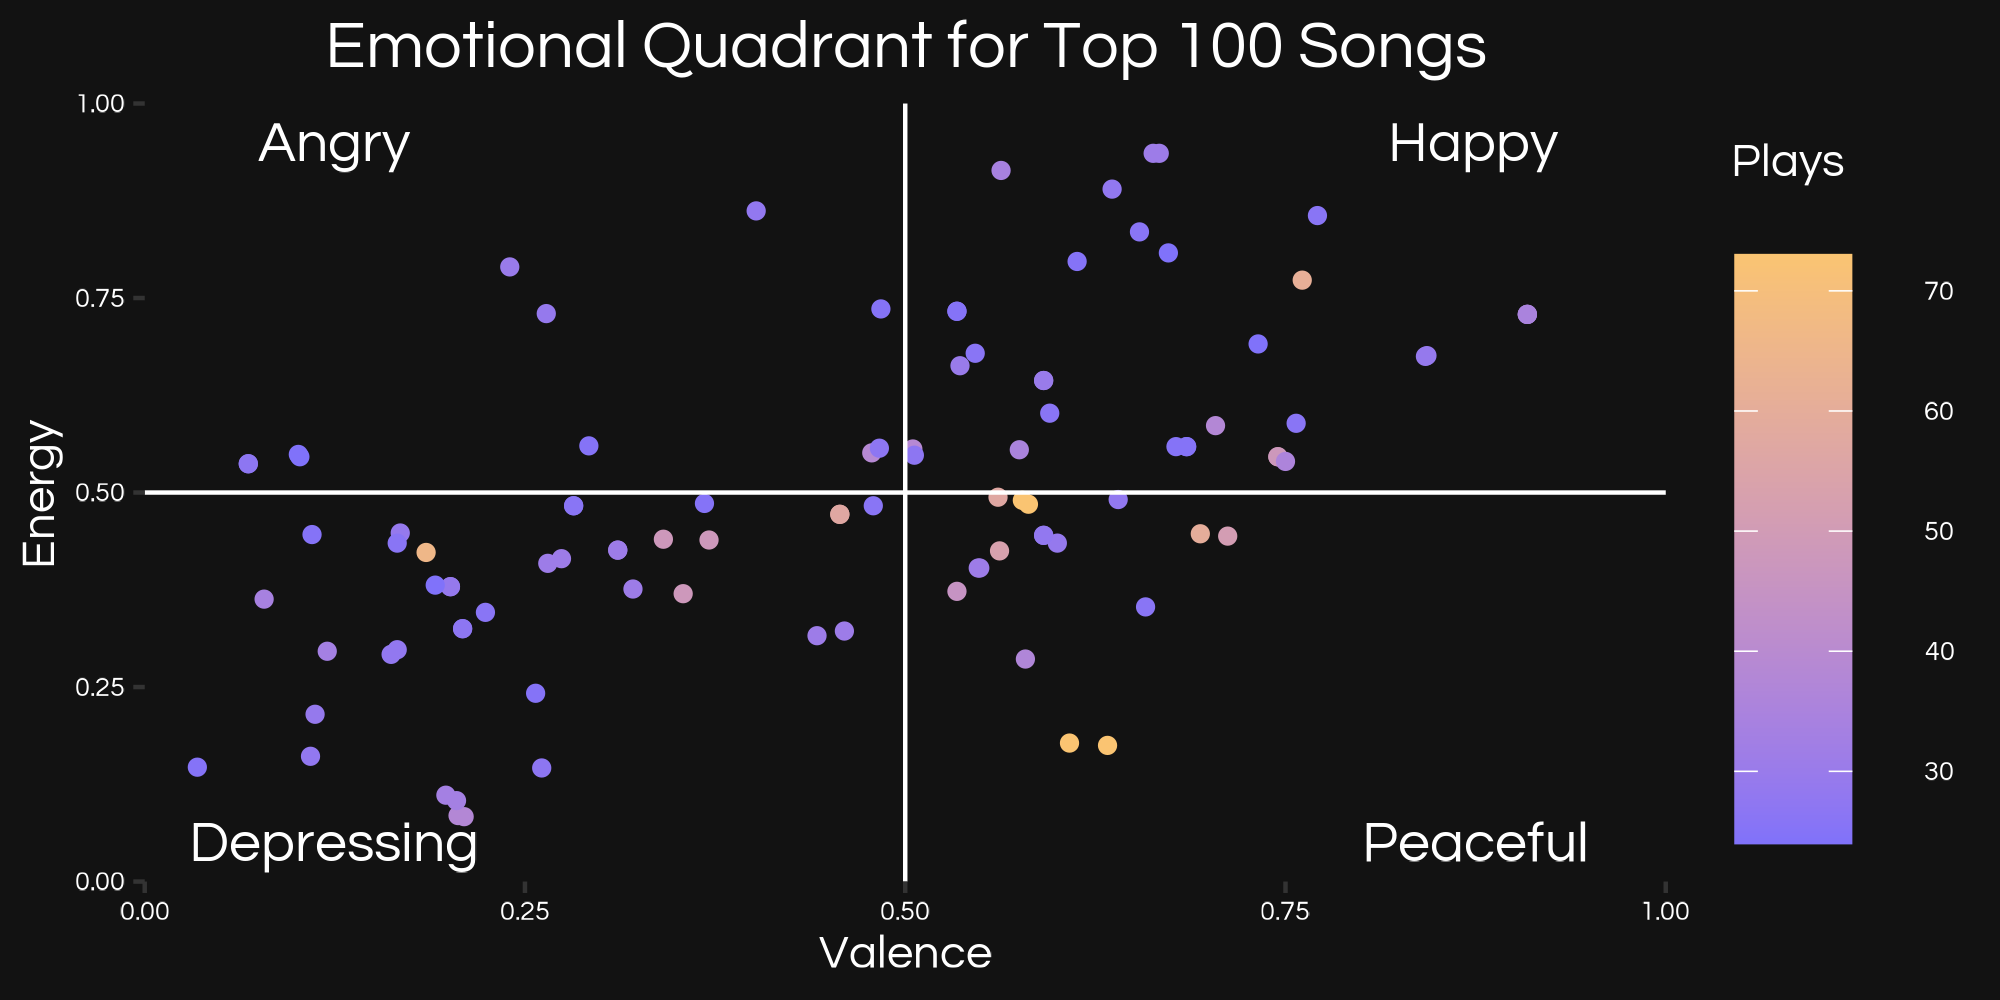 Emotional Quadrant for Top 100 Songs
1.00
Angry
Happy
Plays
0.75
70
60
Energy
0.50
50
40
0.25
30
Depressing
Peaceful
0.00
0.00
0.25
0.50
0.75
1.00
Valence